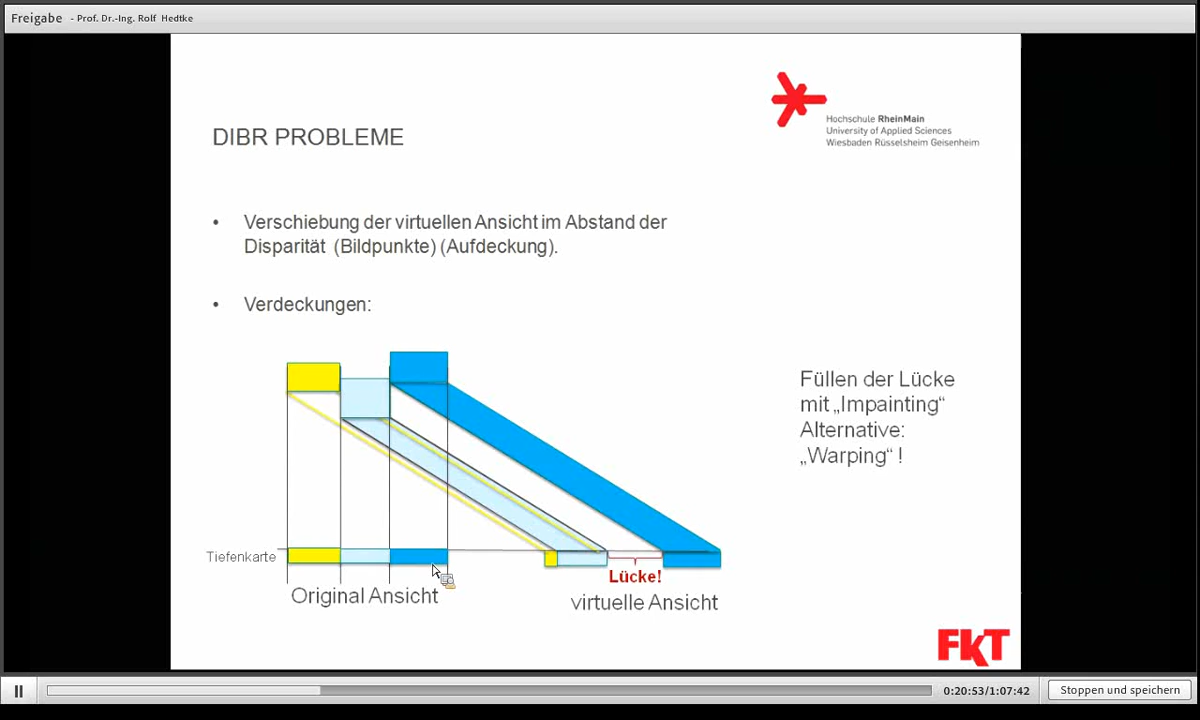 Freigabe - Prof. Dr.-Ing. Rolf Hedtke
Hochschule RheinMain
University of Applied Sciences
Wiesbaden Rüsselsheim Geisenheim
DIBR PROBLEME
• Verschiebung der virtuellen Ansicht im Abstand der
Disparität (Bildpunkte) (Aufdeckung).
• Verdeckungen:
Füllen der Lücke
mit „Impainting“
Alternative:
„Warping“ !
Tiefenkarte
Lücke!
Original Ansicht
virtuelle Ansicht
FKT
0:20:53/1:07:42
Stoppen und speichern